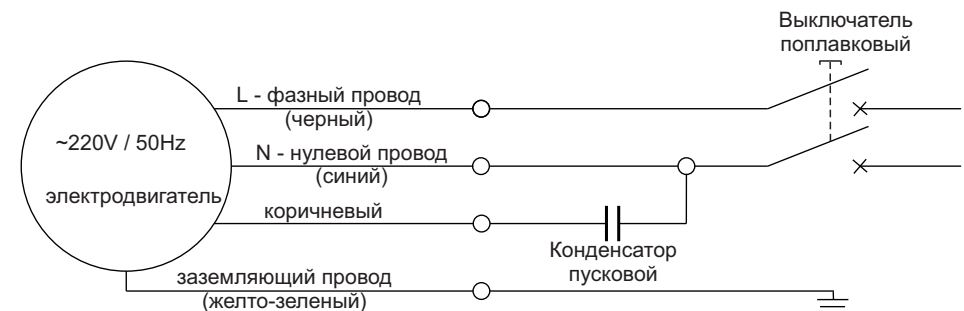 Выключатель
поплавковый
L - фазный провод
(черный)
~220V / 50Hz
N - нулевой провод
(синий)
электродвигатель
коричневый
Конденсатор
пусковой
заземляющий провод
(желто-зеленый)